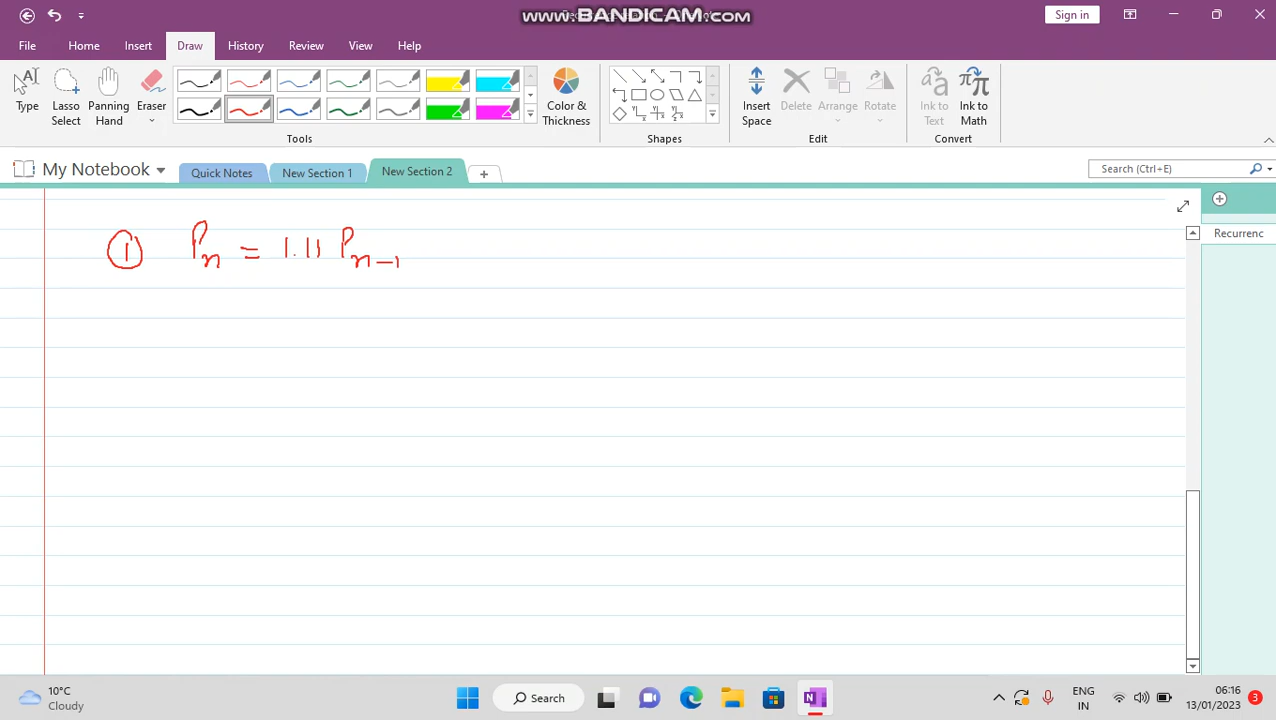 www.BANDICAM.com
Sign in
File Home Insert Draw History Review View Help
Type Lasso Select Panning Hand Eraser Color & Thickness Insert Space Delete Arrange Rotate Ink to Text Ink to Math
Tools Shapes Edit Convert
My Notebook Quick Notes New Section 1 New Section 2 Search (Ctrl+E)
Recurrenc
① Pn = 1.11 Pn-1
10°C
Cloudy
Search
ENG
IN
06:16
13/01/2023
3